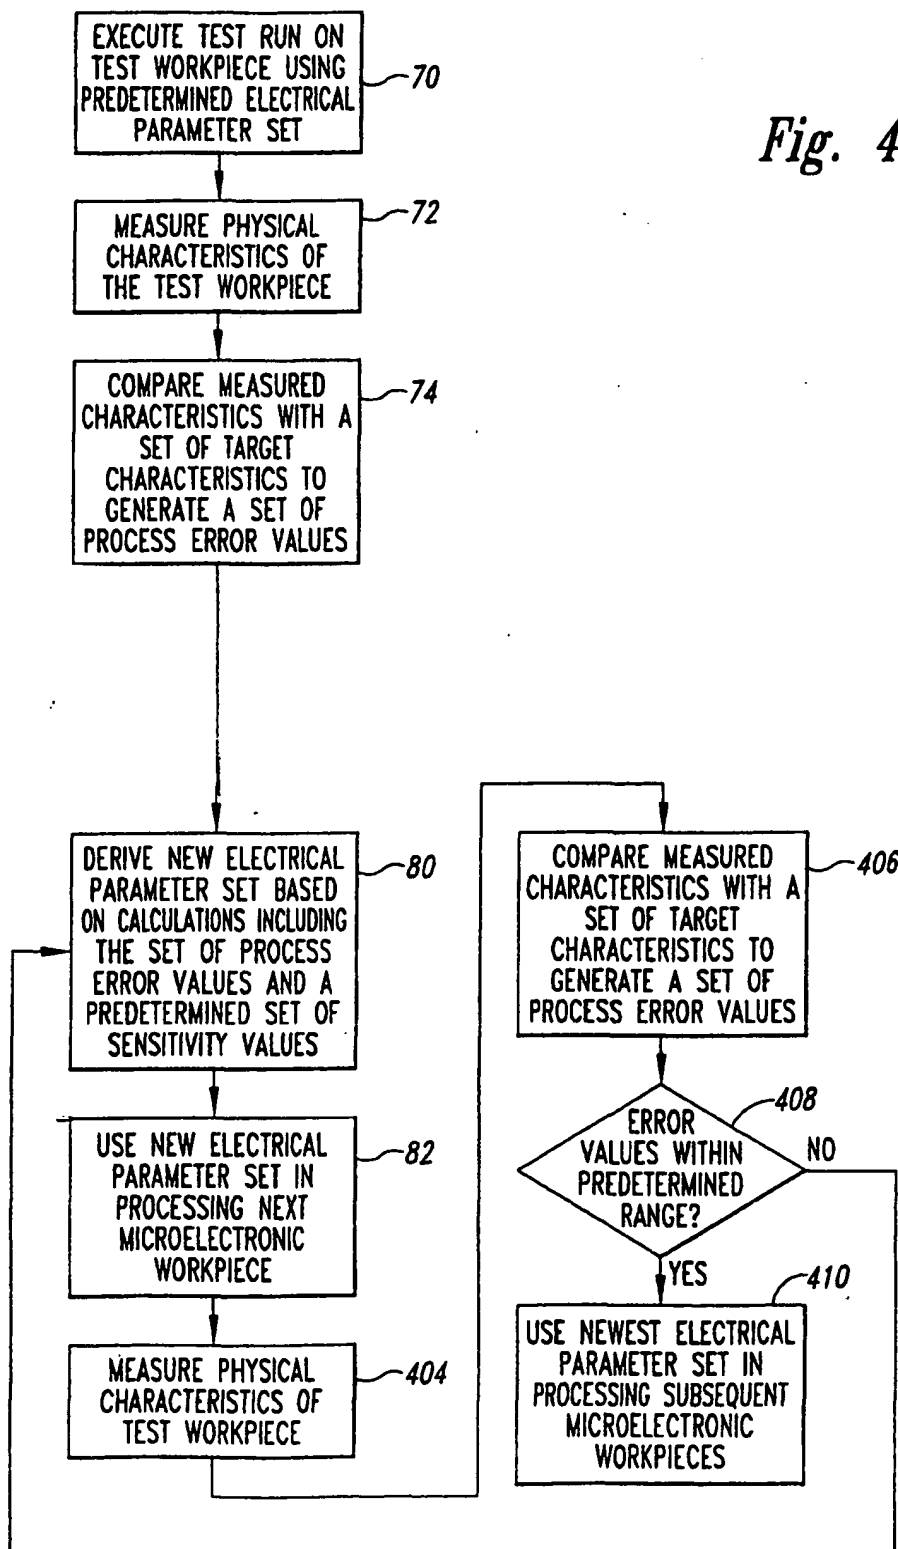 EXECUTE TEST RUN ON
TEST WORKPIECE USING
PREDETERMINED ELECTRICAL
PARAMETER SET
70
Fig. 4
MEASURE PHYSICAL
CHARACTERISTICS OF
THE TEST WORKPIECE
72
COMPARE MEASURED
CHARACTERISTICS WITH A
SET OF TARGET
CHARACTERISTICS TO
GENERATE A SET OF
PROCESS ERROR VALUES
74
DERIVE NEW ELECTRICAL
PARAMETER SET BASED
ON CALCULATIONS INCLUDING
THE SET OF PROCESS
ERROR VALUES AND A
PREDETERMINED SET OF
SENSITIVITY VALUES
80
USE NEW ELECTRICAL
PARAMETER SET IN
PROCESSING NEXT
MICROELECTRONIC
WORKPIECE
82
MEASURE PHYSICAL
CHARACTERISTICS OF
TEST WORKPIECE
404
COMPARE MEASURED
CHARACTERISTICS WITH A
SET OF TARGET
CHARACTERISTICS TO
GENERATE A SET OF
PROCESS ERROR VALUES
406
ERROR
VALUES WITHIN
PREDETERMINED
RANGE?
408
NO
YES
USE NEWEST ELECTRICAL
PARAMETER SET IN
PROCESSING SUBSEQUENT
MICROELECTRONIC
WORKPIECES
410